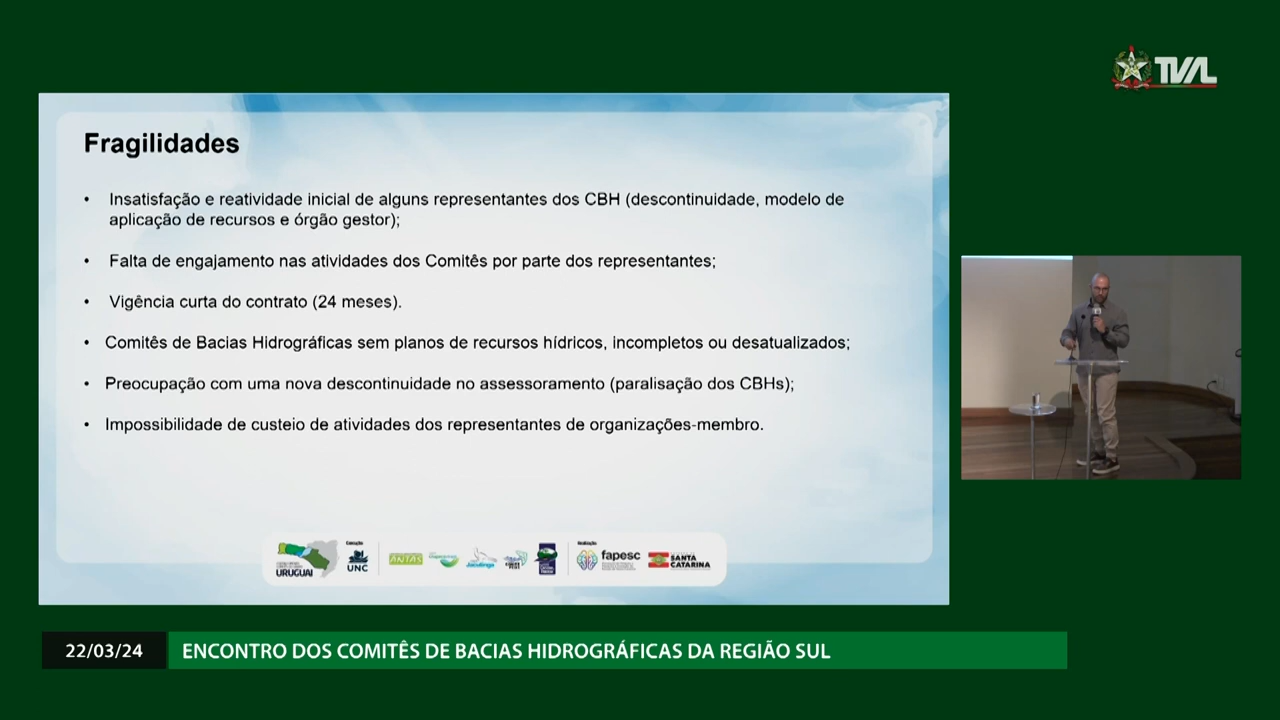 TVAL
Fragilidades
• Insatisfação e reatividade inicial de alguns representantes dos CBH (descontinuidade, modelo de
aplicação de recursos e órgão gestor);
• Falta de engajamento nas atividades dos Comitês por parte dos representantes;
• Vigência curta do contrato (24 meses).
• Comitês de Bacias Hidrográficas sem planos de recursos hídricos, incompletos ou desatualizados;
• Preocupação com uma nova descontinuidade no assessoramento (paralisação dos CBHs);
• Impossibilidade de custeio de atividades dos representantes de organizações-membro.
URUGUAI
Execução
UNC
ANTAS
Jacutinga
Realização
fapesc
SANTA
CATARINA
22/03/24
ENCONTRO DOS COMITÊS DE BACIAS HIDROGRÁFICAS DA REGIÃO SUL